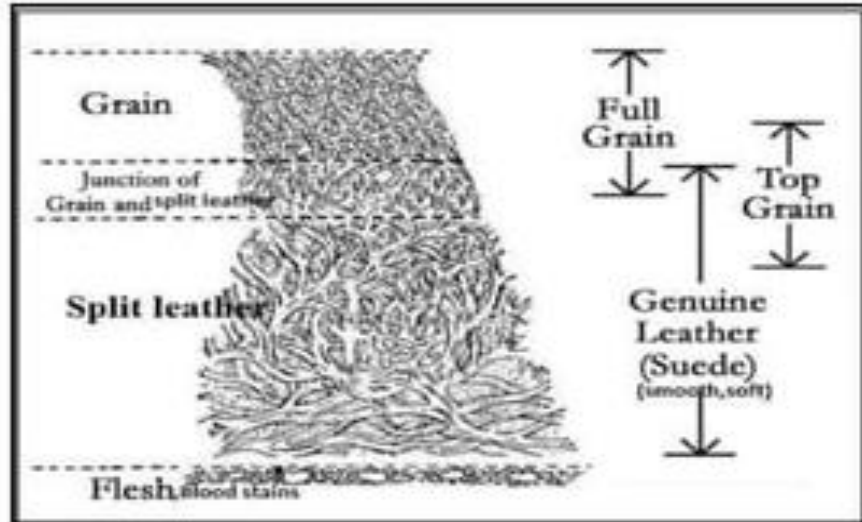 Grain
Junction of
Grain and split leather
Split leather
Flesh, Blood stains
Full
Grain
Top
Grain
Genuine
Leather
(Suede)
(smooth,soft)